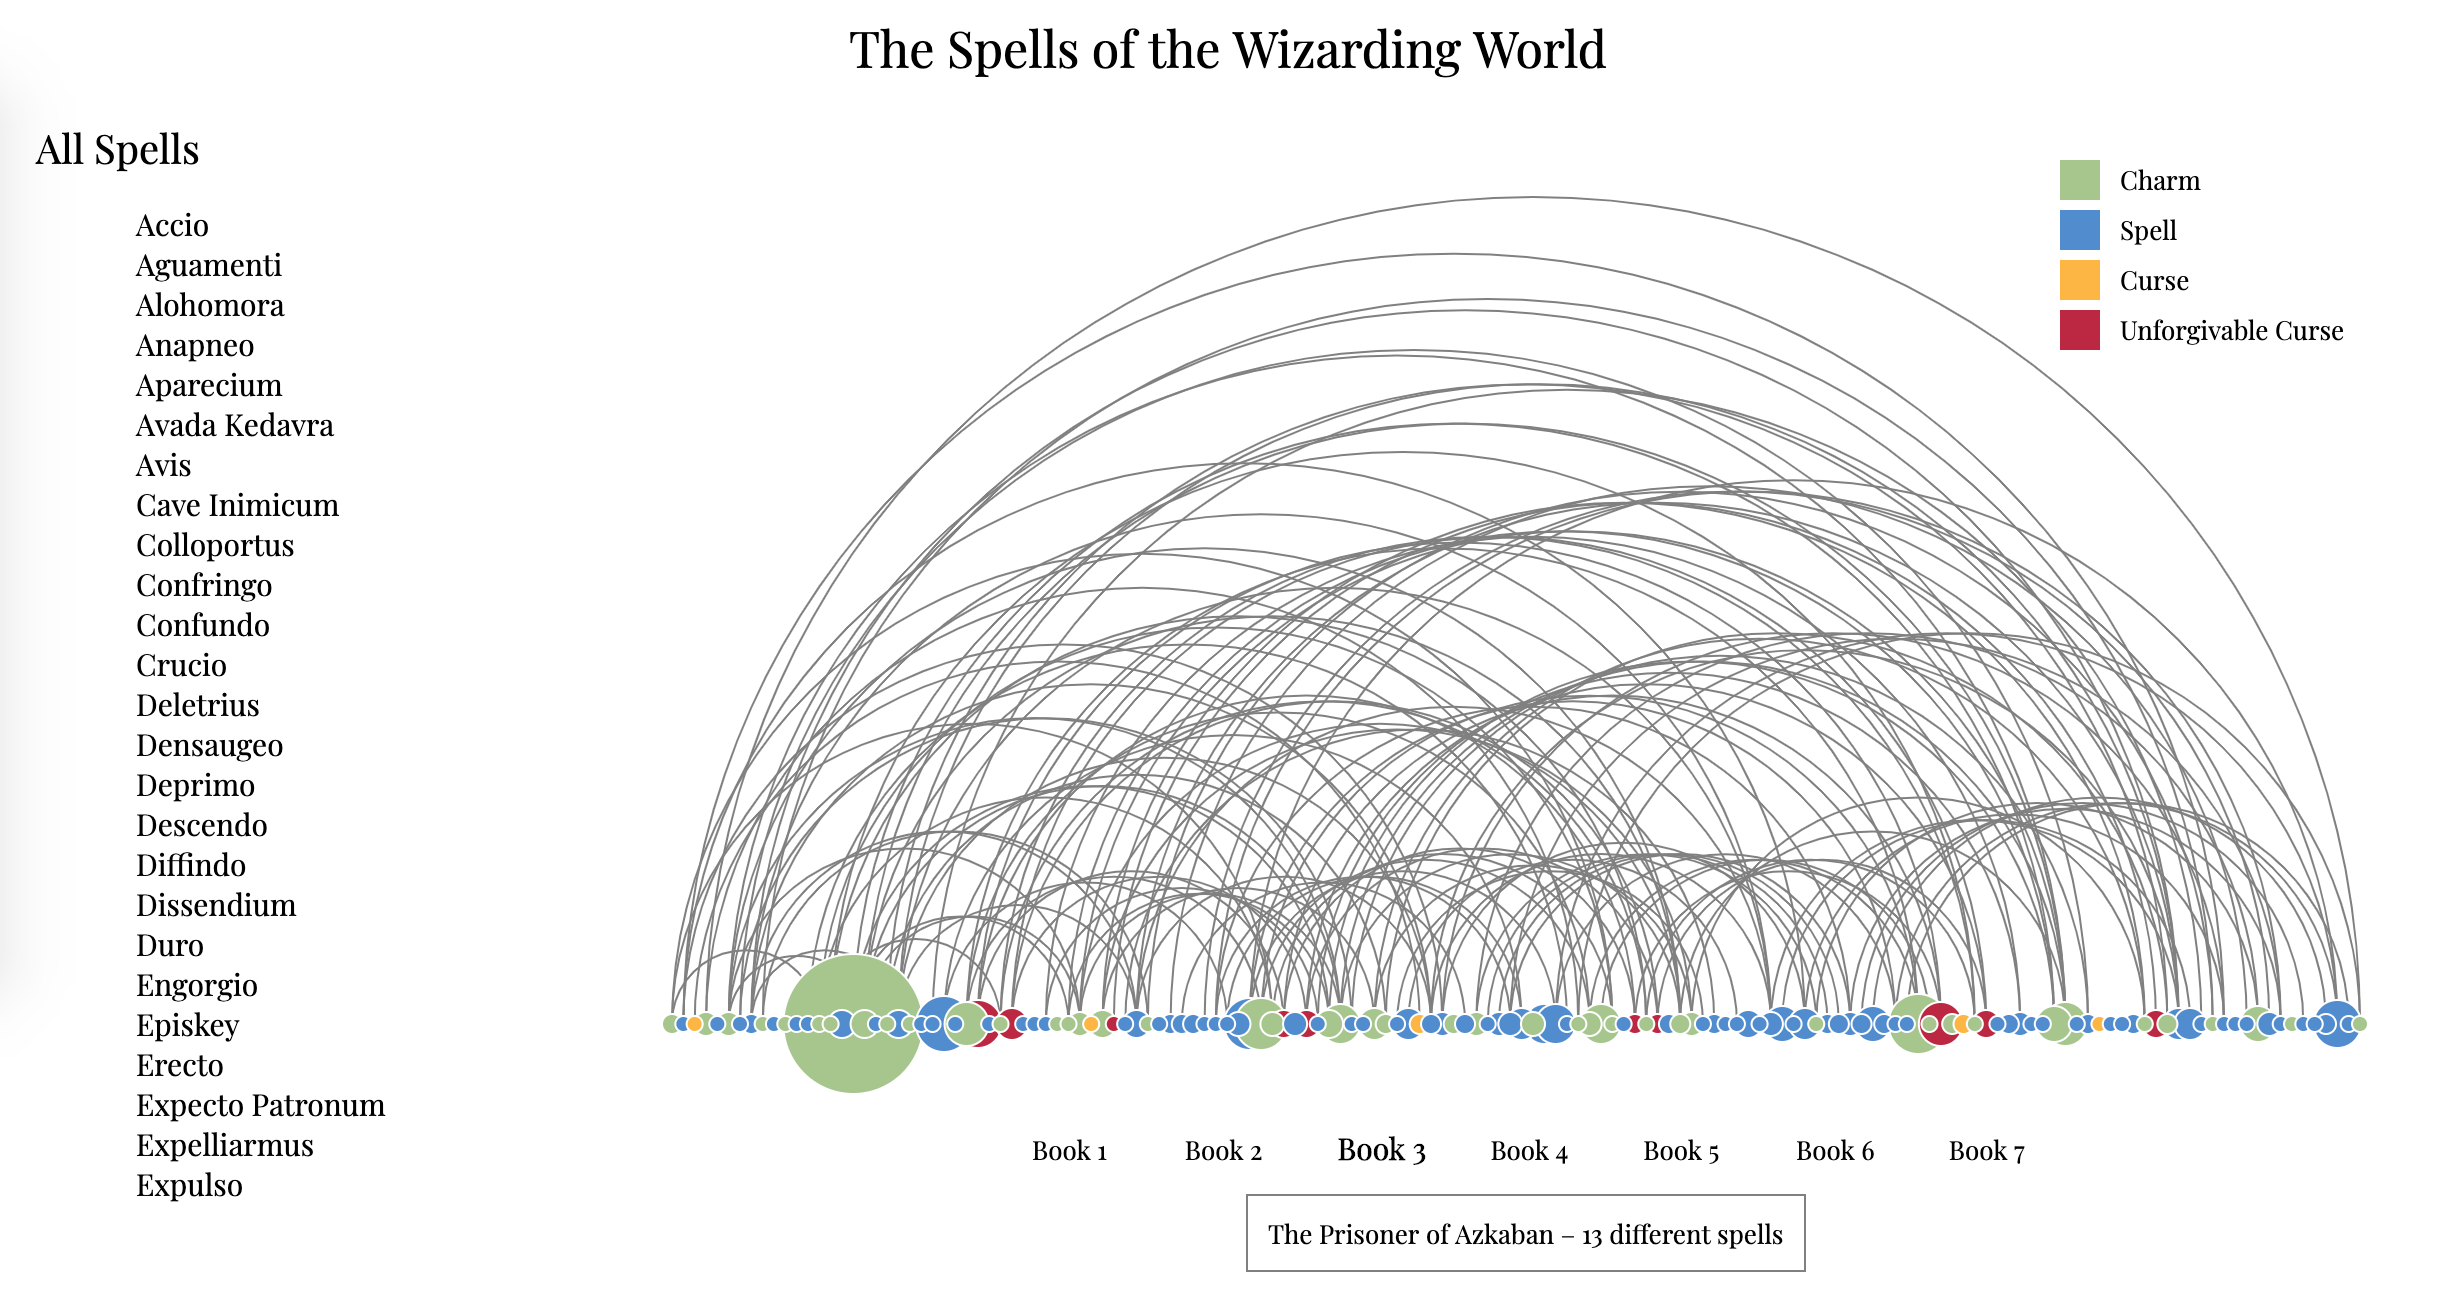 The Spells of the Wizarding World
All Spells
Accio
Aguamenti
Alohomora
Anapneo
Aparecium
Avada Kedavra
Avis
Cave Inimicum
Colloportus
Confringo
Confundo
Crucio
Deletrius
Densaugeo
Deprimo
Descendo
Diffindo
Dissendium
Duro
Engorgio
Episkey
Erecto
Expecto Patronum
Expelliarmus
Expulso
Charm
Spell
Curse
Unforgivable Curse
Book 1 Book 2 Book 3 Book 4 Book 5 Book 6 Book 7
The Prisoner of Azkaban – 13 different spells